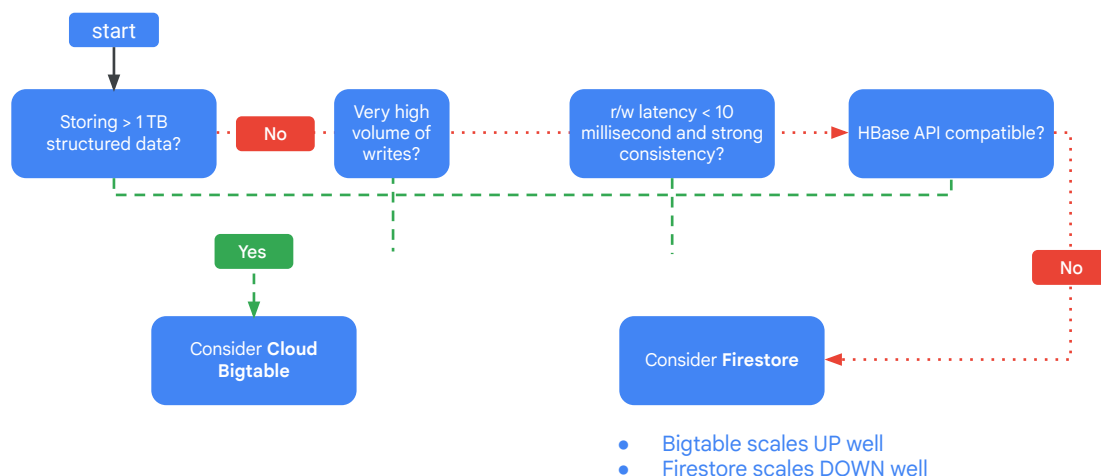 start
Storing > 1 TB
structured data?
No
Very high
volume of
writes?
r/w latency < 10
millisecond and strong
consistency?
HBase API compatible?
Yes
No
Consider Cloud
Bigtable
Consider Firestore
● Bigtable scales UP well
● Firestore scales DOWN well